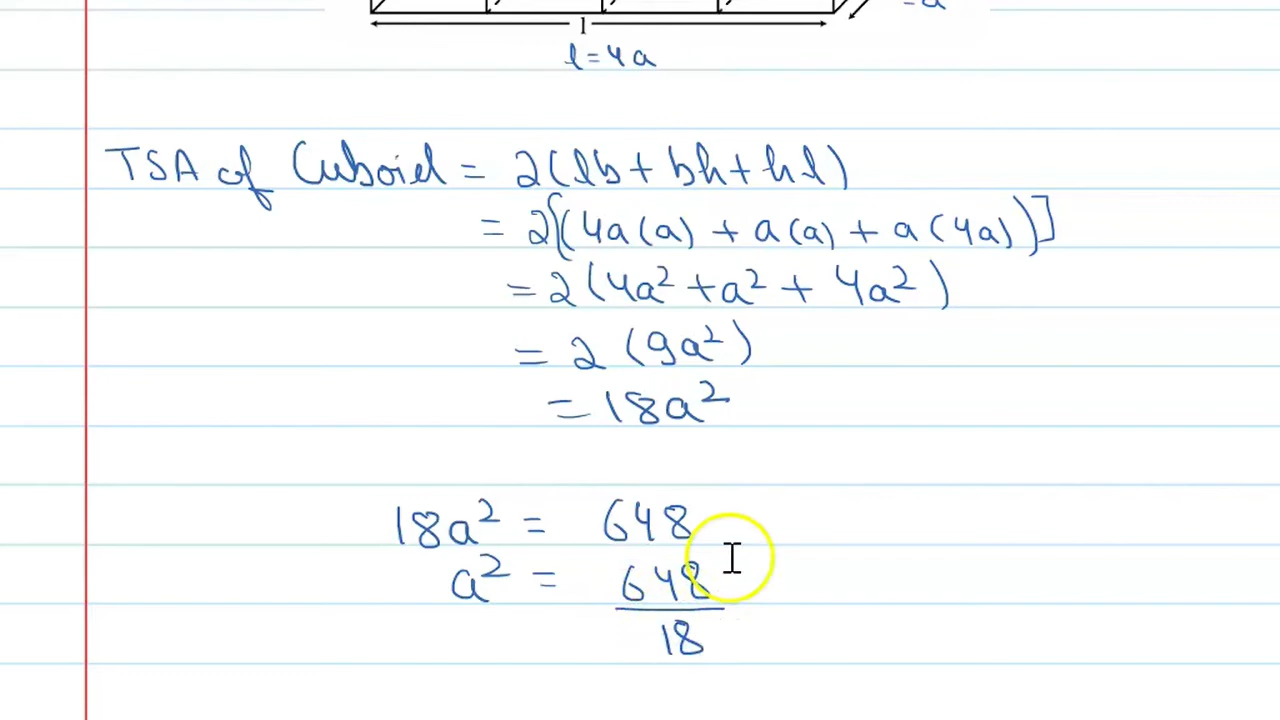 = a
l
l = 4a
TSA of Cuboid = 2(lb + bh + hl)
= 2[(4a(a) + a(a) + a(4a))]
= 2(4a² + a² + 4a²)
= 2(9a²)
= 18a²
18a² = 648
a² = 648
18